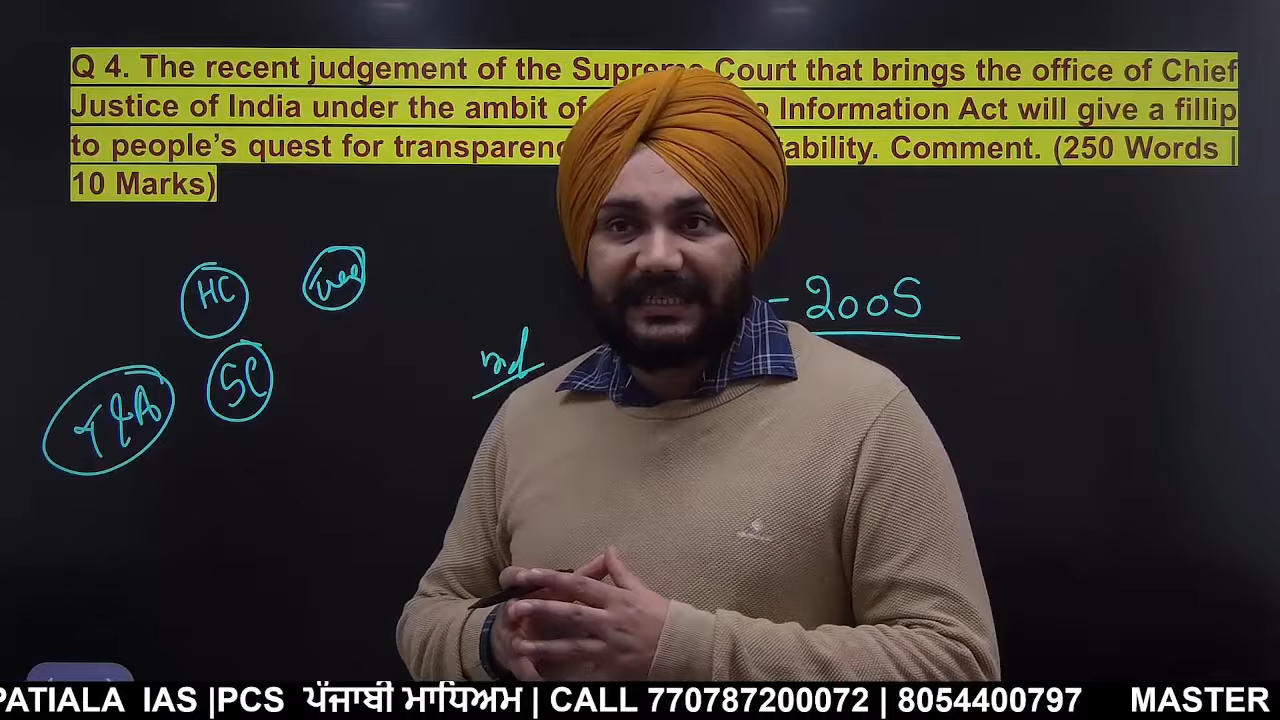 Q 4. The recent judgement of the Supreme Court that brings the office of Chief
Justice of India under the ambit of o Information Act will give a fillip
to people's quest for transparenc tability. Comment. (250 Words |
10 Marks)
HC
- 2005
SC
T&A
PATIALA IAS |PCS ਪੰਜਾਬੀ ਮਾਧਿਅਮ | CALL 770787200072 | 8054400797 MASTER